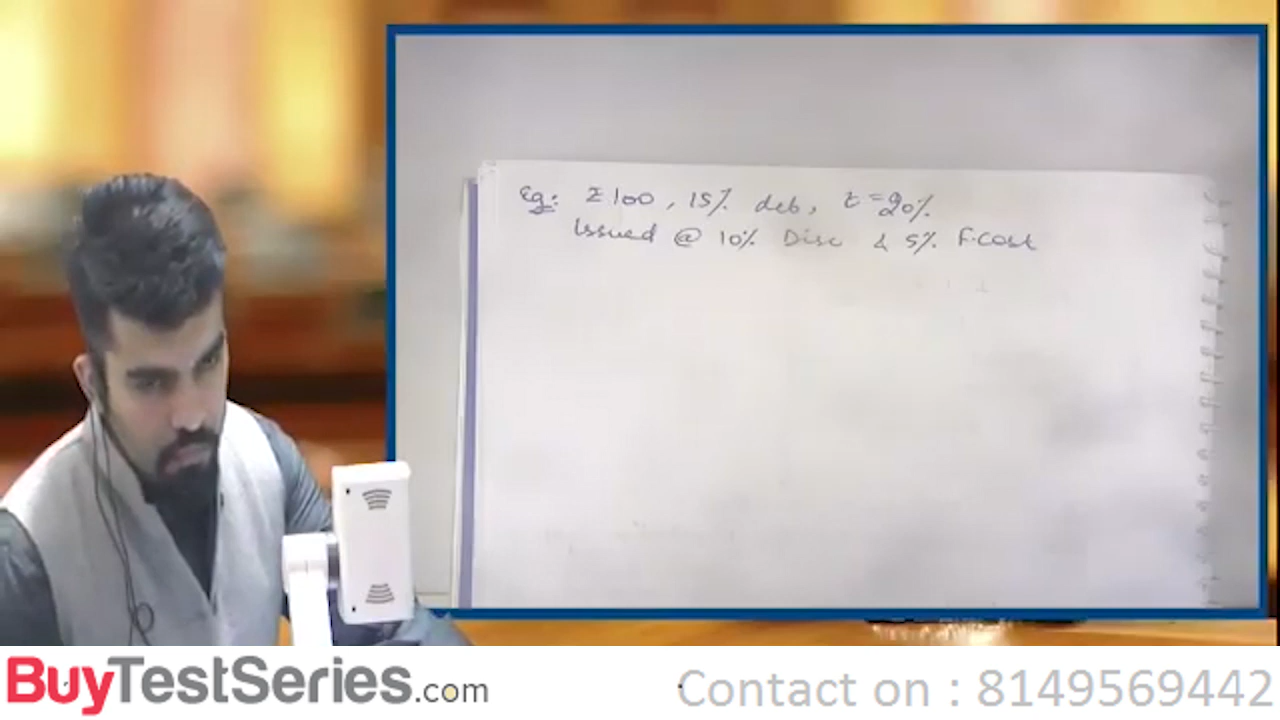 Eg: ₹100, 15% deb, t=20%
Issued @ 10% Disc & 5% F.Cost
BuyTestSeries.com
Contact on : 8149569442